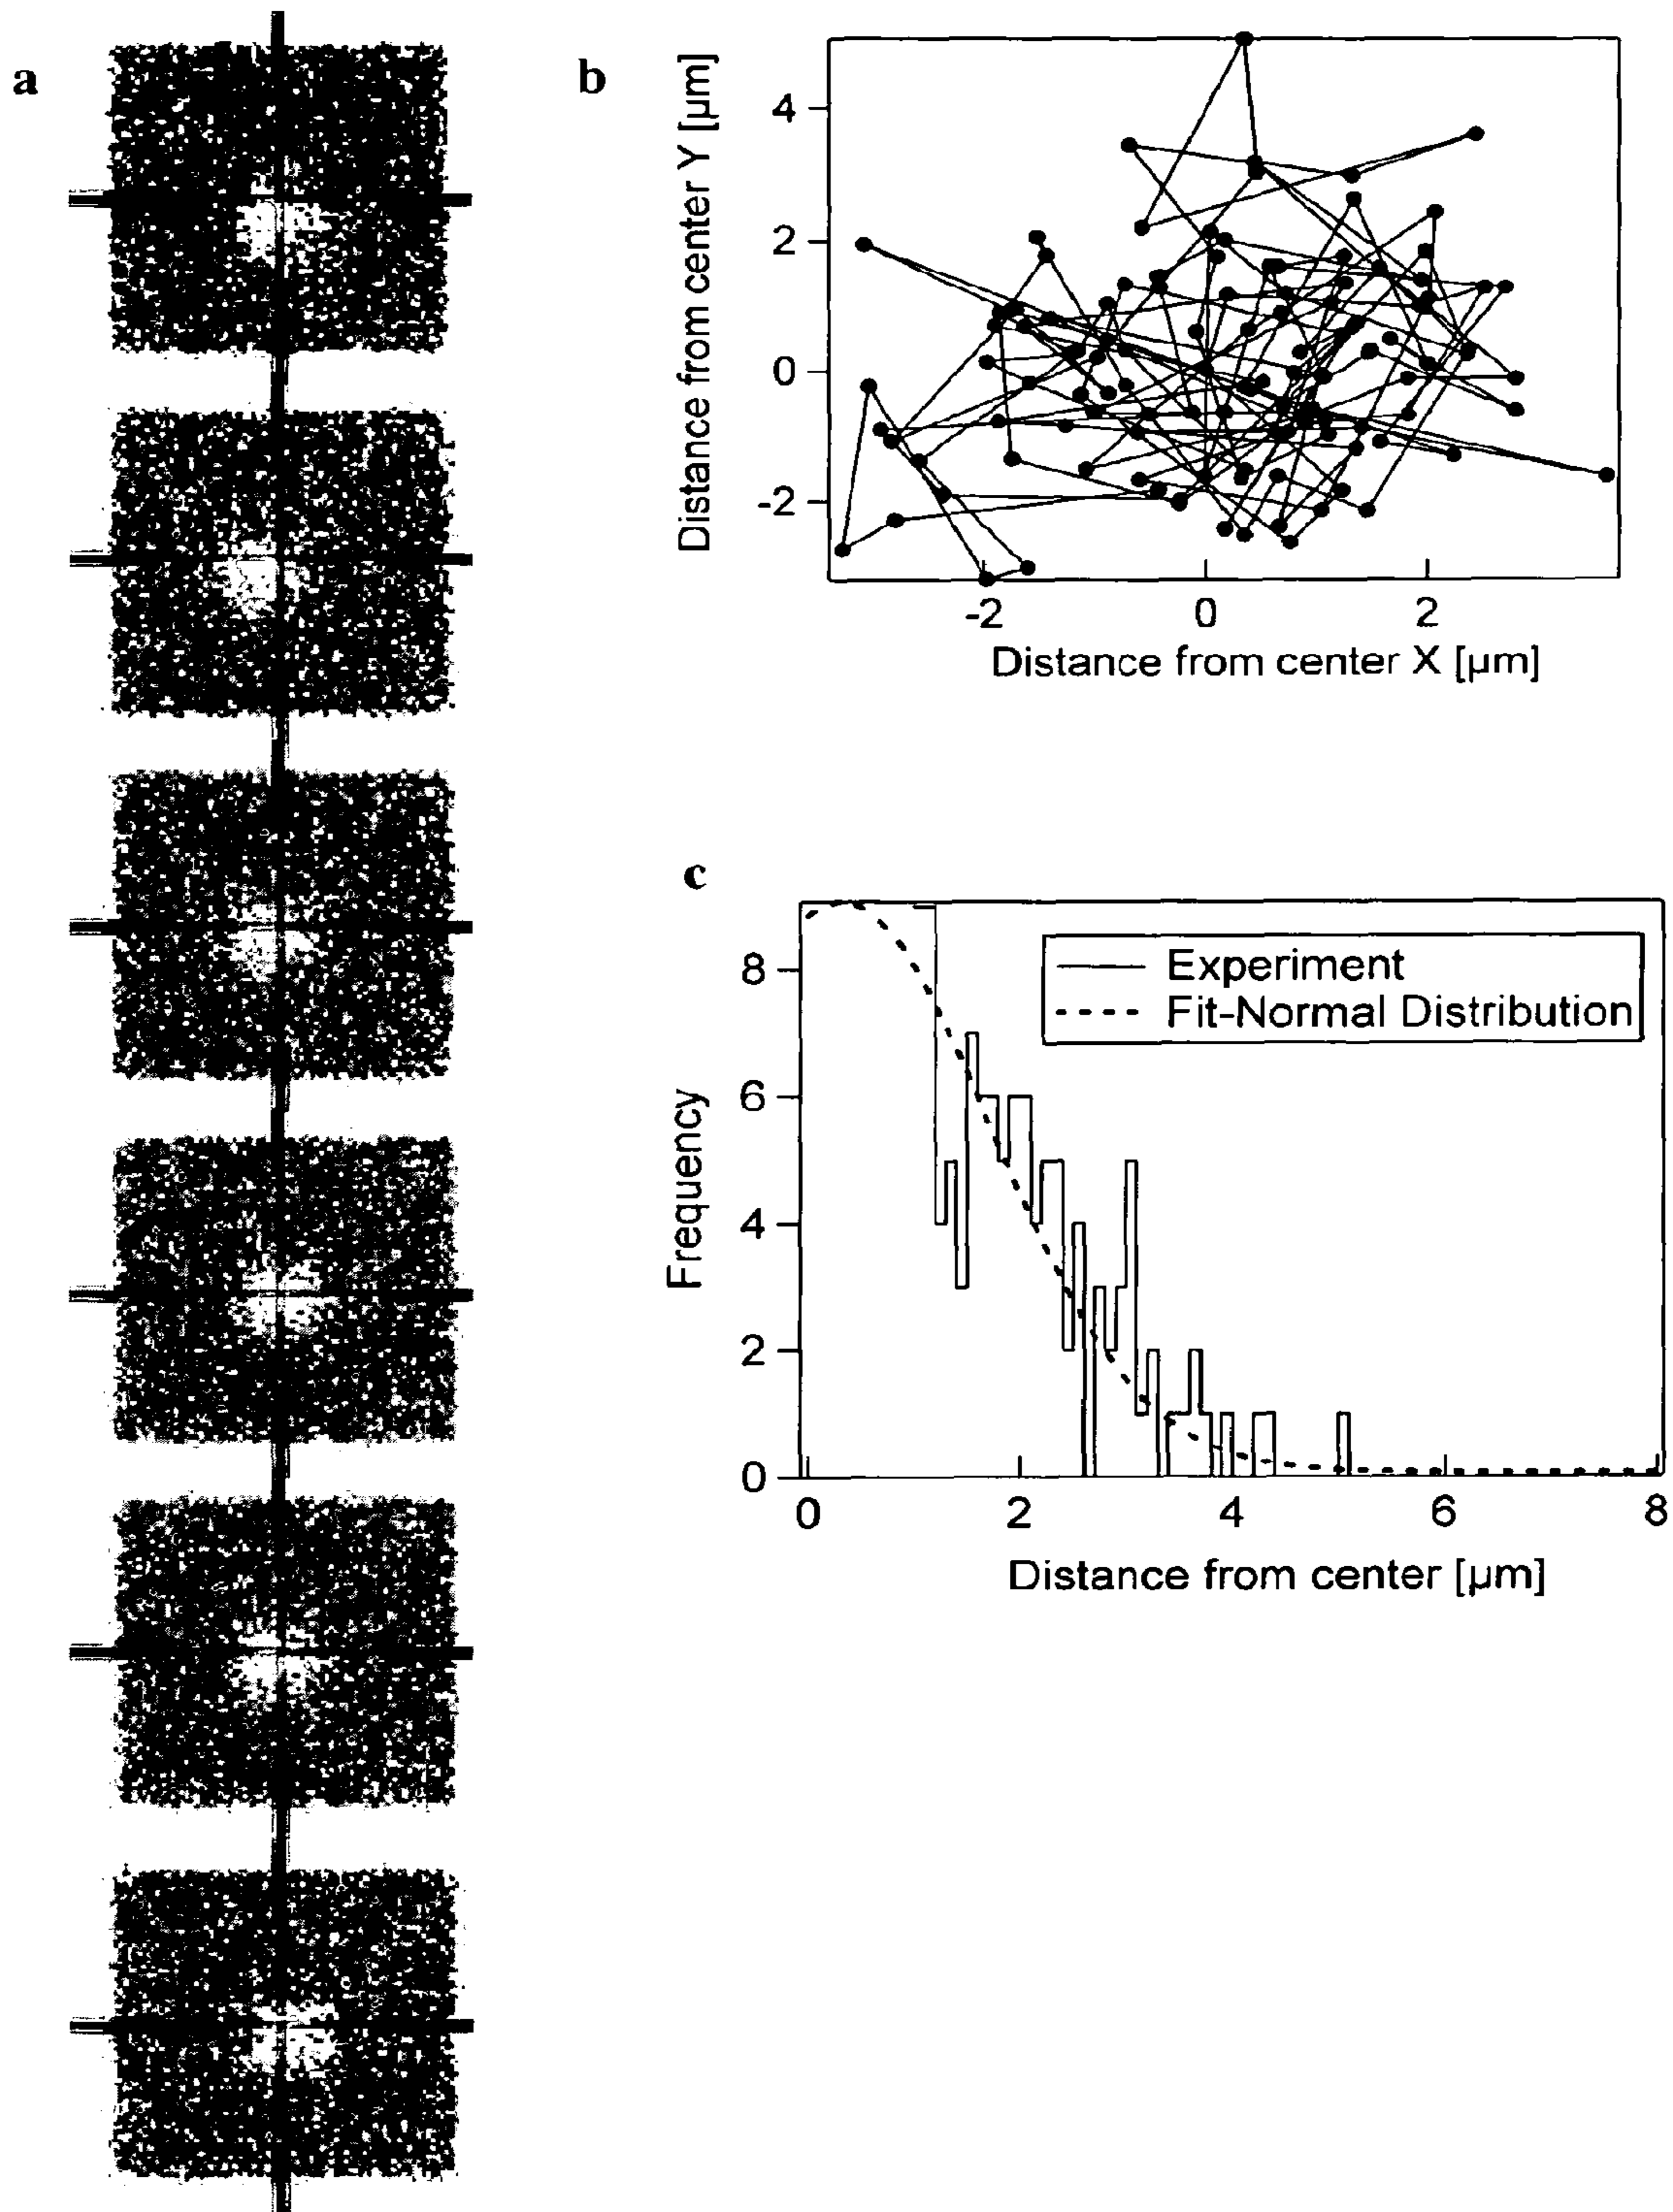 a
b
Distance from center Y [µm]
4
2
0
-2
-2 0 2
Distance from center X [µm]
c
Frequency
8
6
4
2
0
Experiment
Fit-Normal Distribution
0 2 4 6 8
Distance from center [µm]